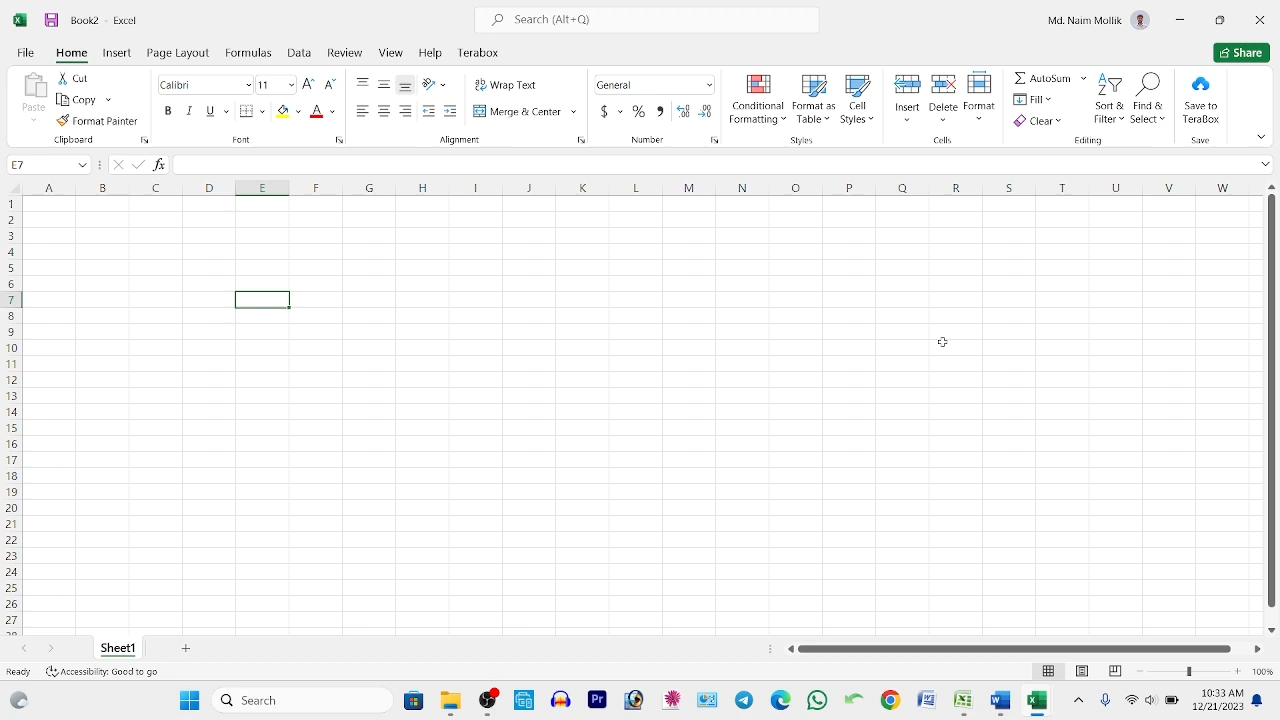 Book2 - Excel
Search (Alt+Q)
Md. Naim Mollik
File Home Insert Page Layout Formulas Data Review View Help Terabox
Share
Paste
Cut
Copy
Format Painter
Clipboard
Calibri 11
B I U
Font
Wrap Text
Merge & Center
Alignment
General
$ % ,
Number
Conditional Formatting
Format as Table
Cell Styles
Styles
Insert
Delete
Format
Cells
AutoSum
Fill
Clear
Sort & Filter
Find & Select
Editing
Save to TeraBox
Save
E7
fx
A B C D E F G H I J K L M N O P Q R S T U V W
1
2
3
4
5
6
7
8
9
10
11
12
13
14
15
16
17
18
19
20
21
22
23
24
25
26
27
Sheet1
Ready Accessibility: Good to go
100%
Search
10:33 AM
12/21/2023